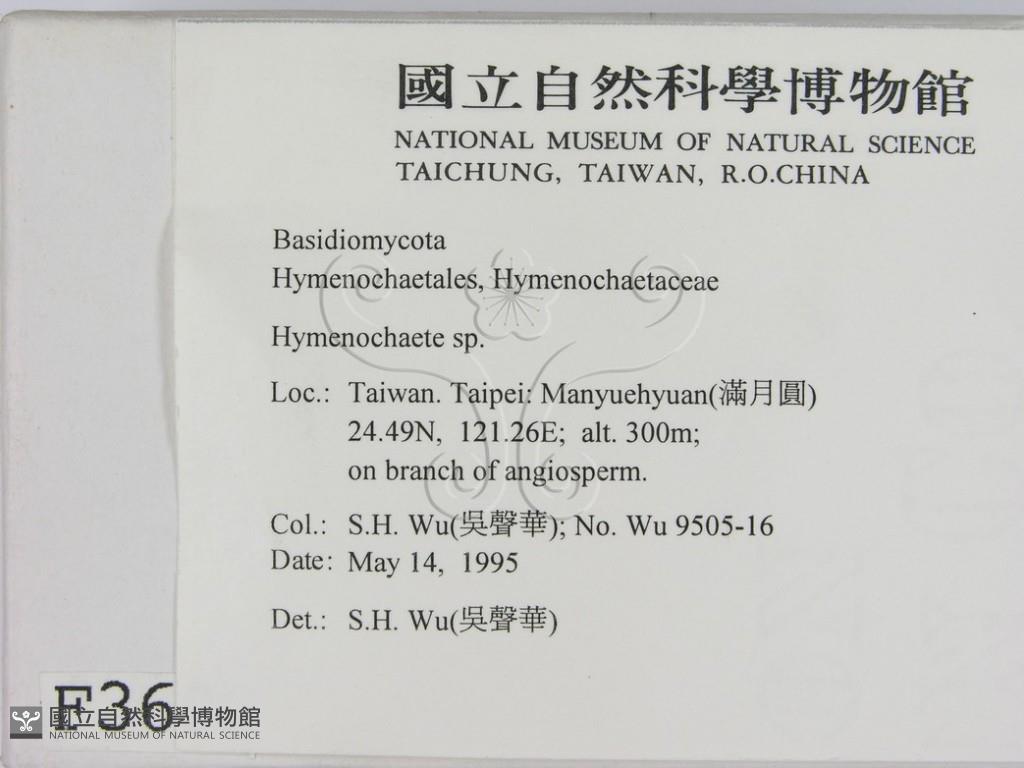 國立自然科學博物館
NATIONAL MUSEUM OF NATURAL SCIENCE
TAICHUNG, TAIWAN, R.O.CHINA
Basidiomycota
Hymenochaetales, Hymenochaetaceae
Hymenochaete sp.
Loc.: Taiwan. Taipei: Manyuehyuan(滿月圓)
24.49N, 121.26E; alt. 300m;
on branch of angiosperm.
Col.: S.H. Wu(吳聲華); No. Wu 9505-16
Date: May 14, 1995
Det.: S.H. Wu(吳聲華)
F36
國立自然科學博物館
NATIONAL MUSEUM OF NATURAL SCIENCE